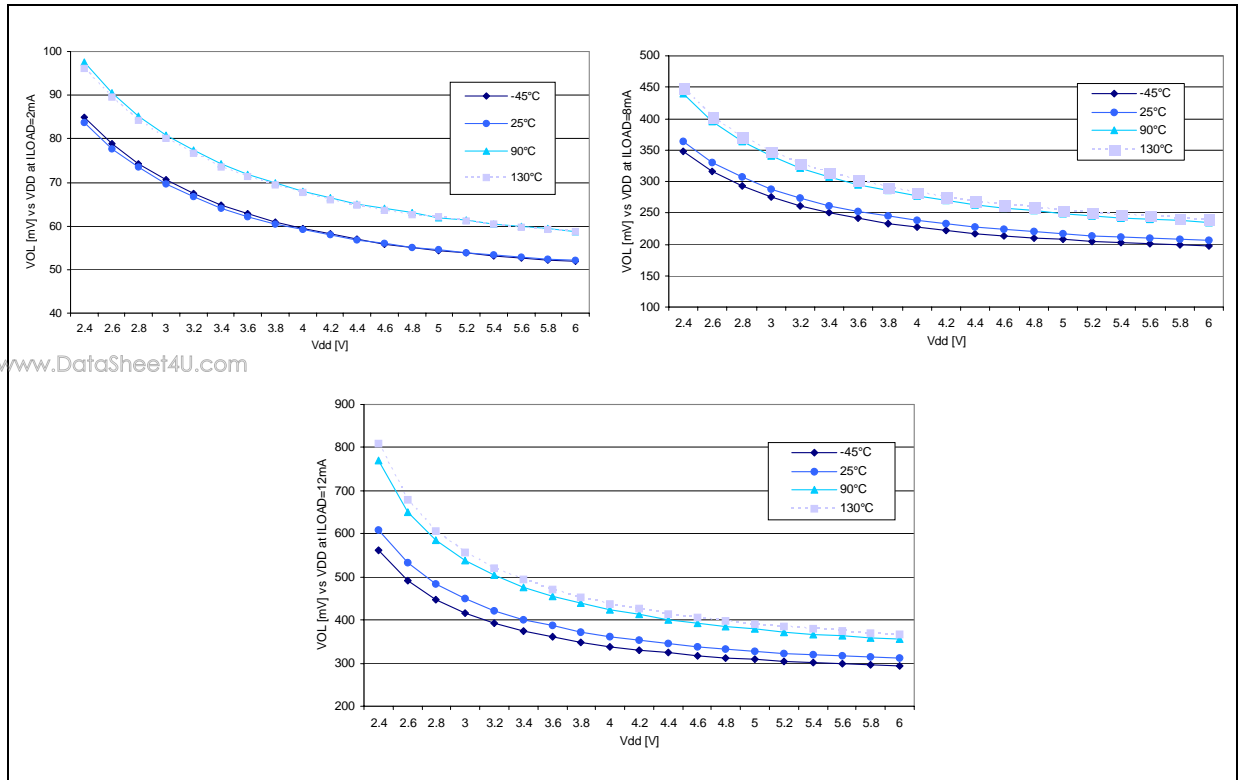 VOL [mV] vs VDD at ILOAD=2mA
100
90
80
70
60
50
40
2.4 2.6 2.8 3 3.2 3.4 3.6 3.8 4 4.2 4.4 4.6 4.8 5 5.2 5.4 5.6 5.8 6
Vdd [V]
-45°C
25°C
90°C
130°C
VOL [mV] vs VDD at ILOAD=8mA
500
450
400
350
300
250
200
150
100
2.4 2.6 2.8 3 3.2 3.4 3.6 3.8 4 4.2 4.4 4.6 4.8 5 5.2 5.4 5.6 5.8 6
Vdd [V]
-45°C
25°C
90°C
130°C
www.DataSheet4U.com
VOL [mV] vs VDD at ILOAD=12mA
900
800
700
600
500
400
300
200
2.4 2.6 2.8 3 3.2 3.4 3.6 3.8 4 4.2 4.4 4.6 4.8 5 5.2 5.4 5.6 5.8 6
Vdd [V]
-45°C
25°C
90°C
130°C